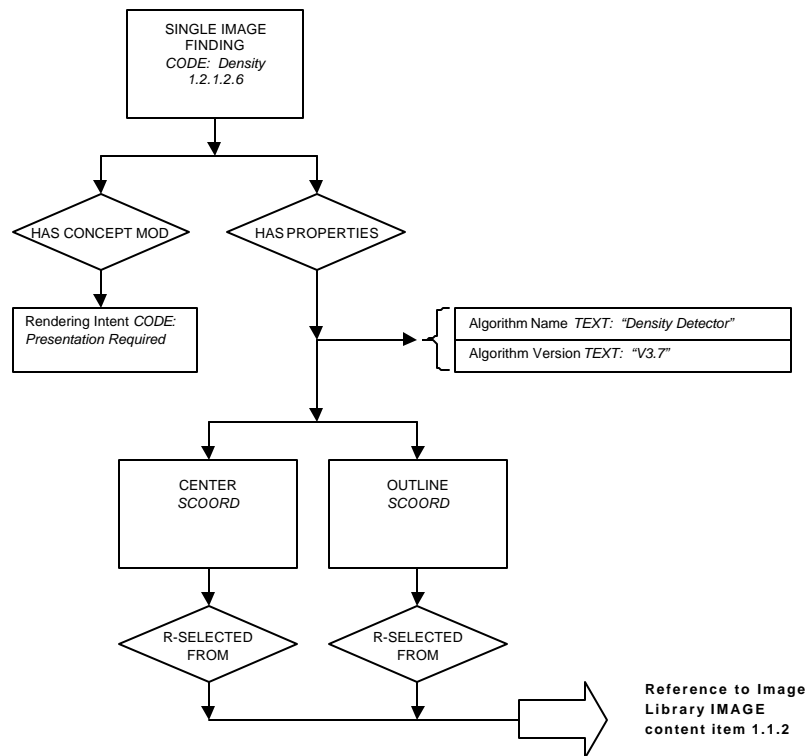 SINGLE IMAGE
FINDING
CODE: Density
1.2.1.2.6
HAS CONCEPT MOD
HAS PROPERTIES
Rendering Intent CODE:
Presentation Required
Algorithm Name TEXT: “Density Detector”
Algorithm Version TEXT: “V3.7”
CENTER
SCOORD
OUTLINE
SCOORD
R-SELECTED
FROM
R-SELECTED
FROM
Reference to Image
Library IMAGE
content item 1.1.2